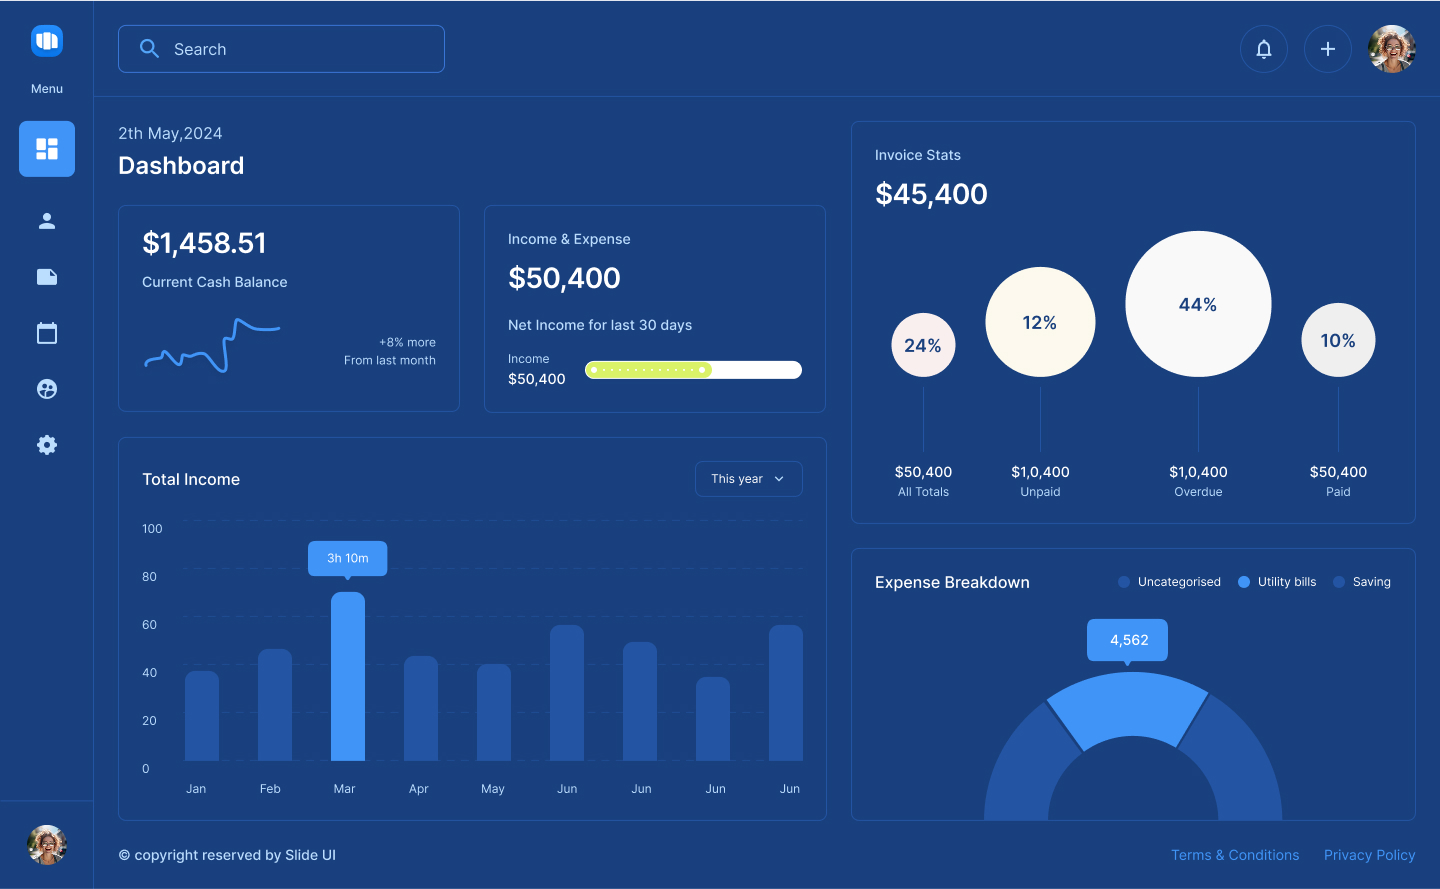 Menu
Search
2th May,2024
Dashboard
$1,458.51
Current Cash Balance
+8% more
From last month
Income & Expense
$50,400
Net Income for last 30 days
Income
$50,400
Invoice Stats
$45,400
24%
12%
44%
10%
$50,400
All Totals
$1,0,400
Unpaid
$1,0,400
Overdue
$50,400
Paid
Total Income
This year
100
80
60
40
20
0
3h 10m
Jan
Feb
Mar
Apr
May
Jun
Jun
Jun
Jun
Expense Breakdown
Uncategorised
Utility bills
Saving
4,562
© copyright reserved by Slide UI
Terms & Conditions
Privacy Policy